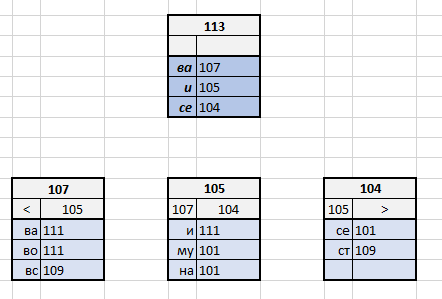 113
ва 107
и 105
се 104
107 105 104
< 105 107 104 105 >
ва 111 и 111 се 101
во 111 му 101 ст 109
вс 109 на 101